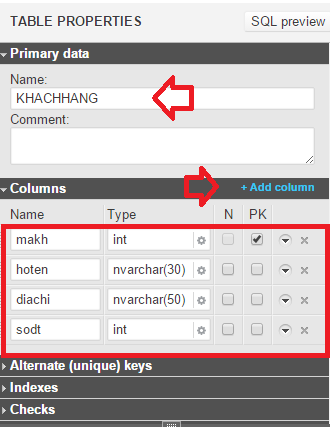 TABLE PROPERTIES SQL preview
Primary data
Name:
KHACHHANG
Comment:
Columns + Add column
Name Type N PK
makh int
hoten nvarchar(30)
diachi nvarchar(50)
sodt int
Alternate (unique) keys
Indexes
Checks